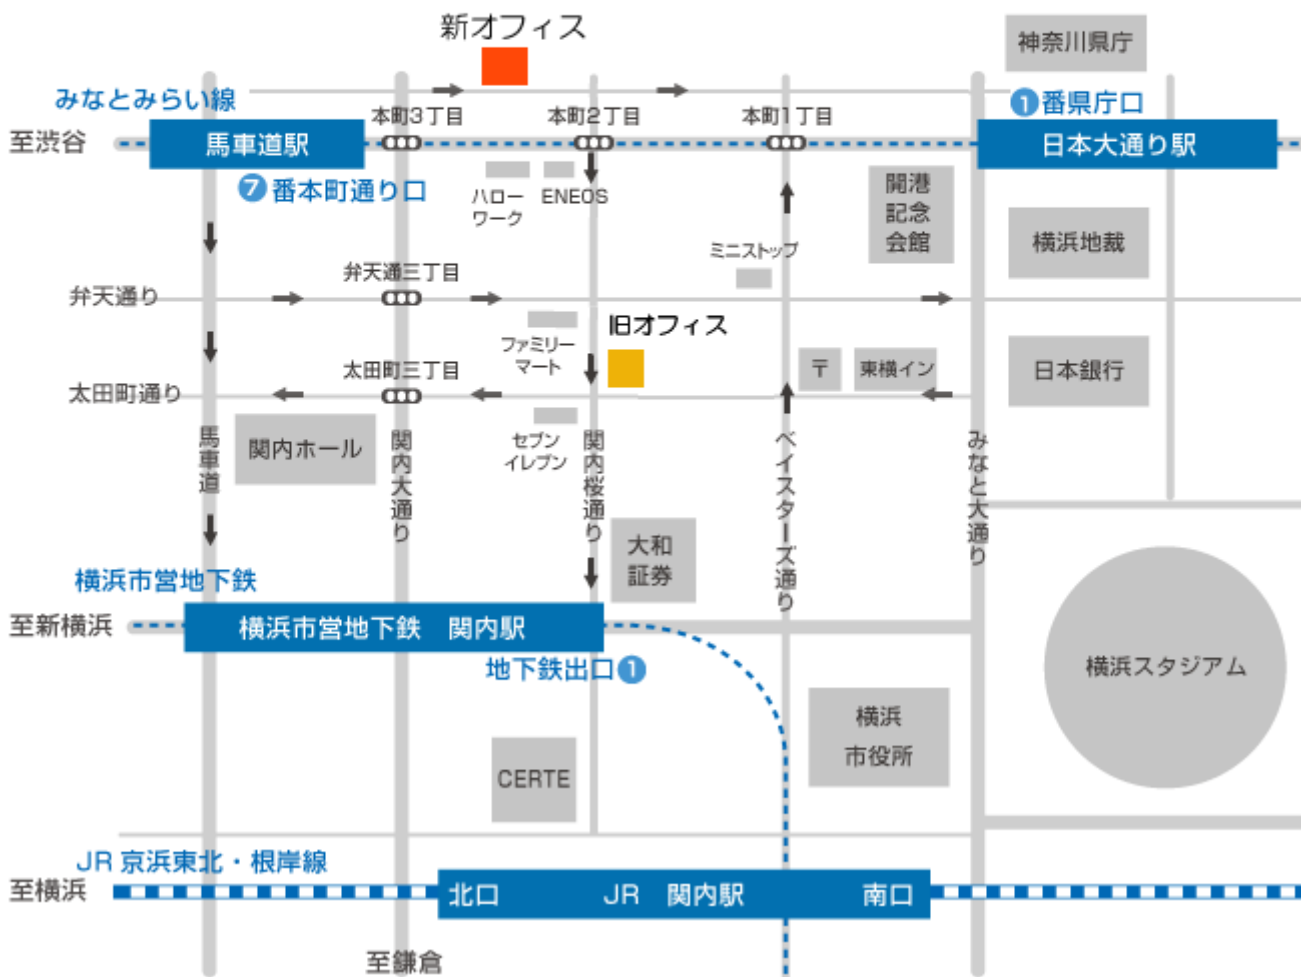 新オフィス
神奈川県庁
みなとみらい線
本町3丁目
本町2丁目
本町1丁目
1番県庁口
至渋谷
馬車道駅
日本大通り駅
7番本町通り口
ハロー
ワーク
ENEOS
開港
記念
会館
横浜地裁
ミニストップ
弁天通三丁目
弁天通り
旧オフィス
ファミリー
マート
太田町三丁目
〒
東横イン
日本銀行
太田町通り
馬車道
関内ホール
関内大通り
セブン
イレブン
関内桜通り
ベイスターズ通り
みなと大通り
大和
証券
横浜市営地下鉄
至新横浜
横浜市営地下鉄 関内駅
地下鉄出口1
横浜スタジアム
横浜
市役所
CERTE
JR 京浜東北・根岸線
至横浜
北口 JR 関内駅 南口
至鎌倉